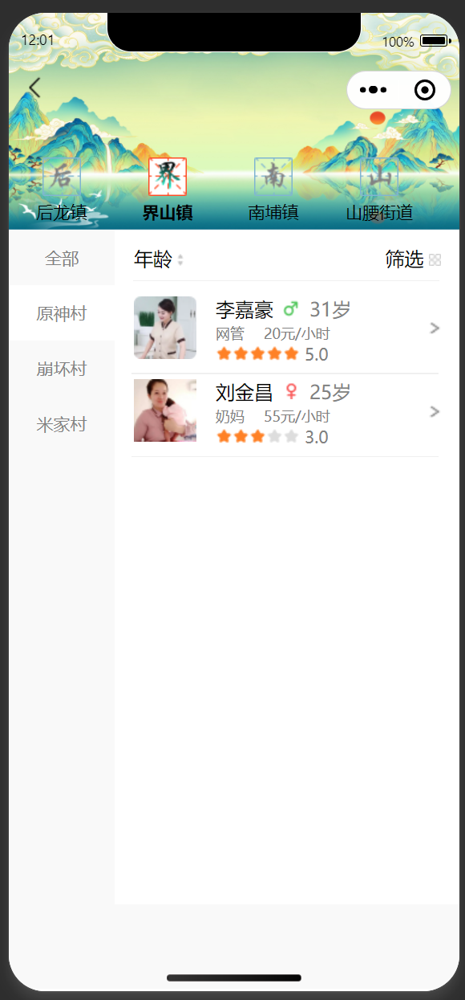 12:01
100%
后 界 南 山
后龙镇 界山镇 南埔镇 山腰街道
全部
原神村
崩坏村
米家村
年龄 筛选
李嘉豪 31岁
网管 20元/小时
5.0
刘金昌 25岁
奶妈 55元/小时
3.0